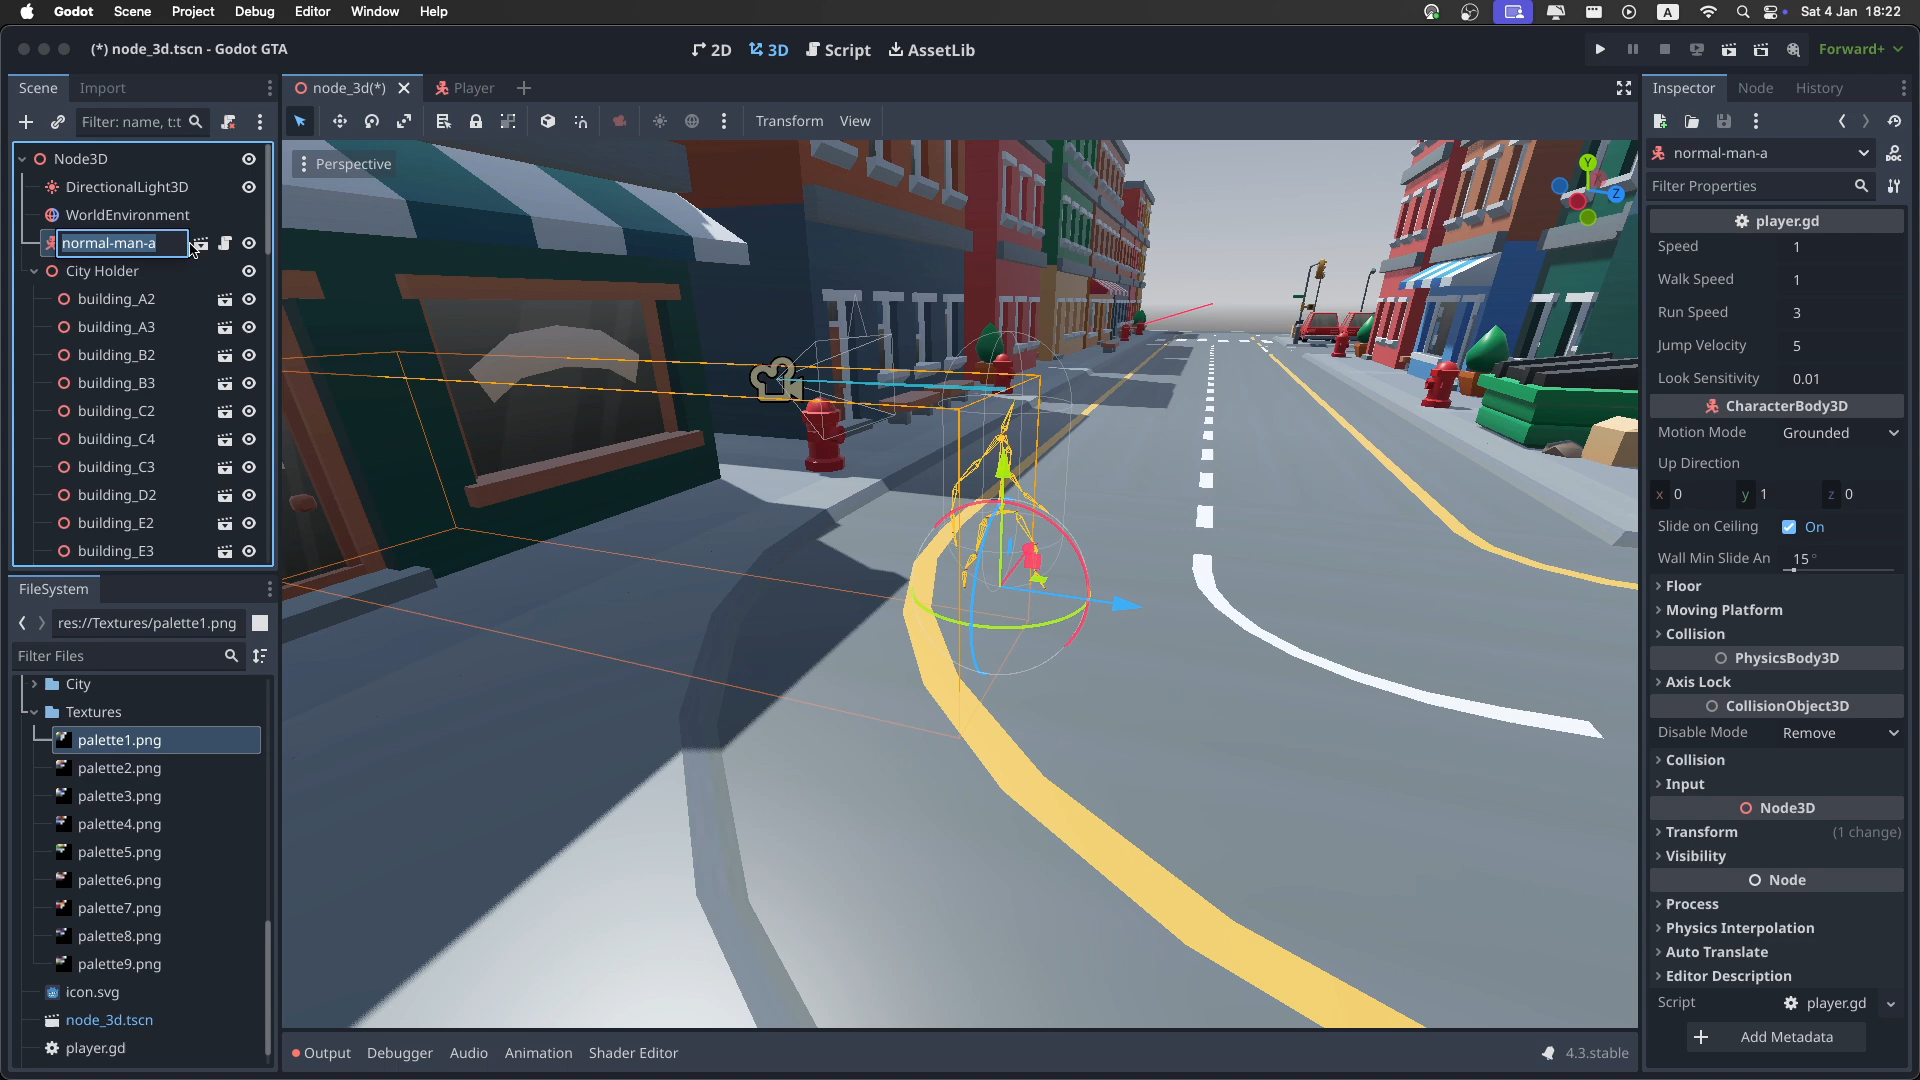 Godot Scene Project Debug Editor Window Help
A Sat 4 Jan 18:22
(*) node_3d.tscn - Godot GTA
2D 3D Script AssetLib
Forward+
Scene Import
node_3d(*) Player
Inspector Node History
Filter: name, t:t
Transform View
Node3D
DirectionalLight3D
WorldEnvironment
normal-man-a
City Holder
building_A2
building_A3
building_B2
building_B3
building_C2
building_C4
building_C3
building_D2
building_E2
building_E3
FileSystem
res://Textures/palette1.png
Filter Files
City
Textures
palette1.png
palette2.png
palette3.png
palette4.png
palette5.png
palette6.png
palette7.png
palette8.png
palette9.png
icon.svg
node_3d.tscn
player.gd
Perspective
Y
Z
Output Debugger Audio Animation Shader Editor
4.3.stable
normal-man-a
DOC
Filter Properties
player.gd
Speed 1
Walk Speed 1
Run Speed 3
Jump Velocity 5
Look Sensitivity 0.01
CharacterBody3D
Motion Mode Grounded
Up Direction
x 0 y 1 z 0
Slide on Ceiling On
Wall Min Slide An 15°
Floor
Moving Platform
Collision
PhysicsBody3D
Axis Lock
CollisionObject3D
Disable Mode Remove
Collision
Input
Node3D
Transform (1 change)
Visibility
Node
Process
Physics Interpolation
Auto Translate
Editor Description
Script player.gd
Add Metadata